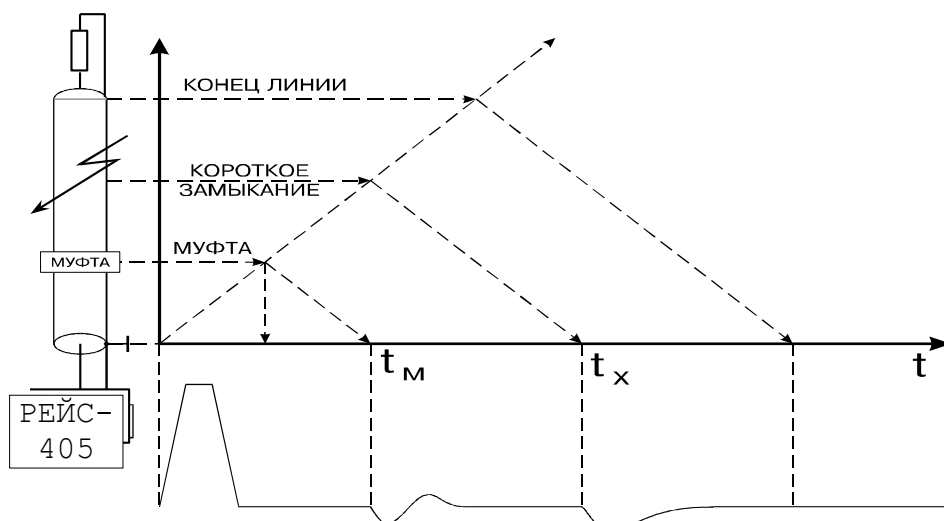 КОНЕЦ ЛИНИИ
КОРОТКОЕ
ЗАМЫКАНИЕ
МУФТА
МУФТА
t м
t х
t
РЕЙС-
405